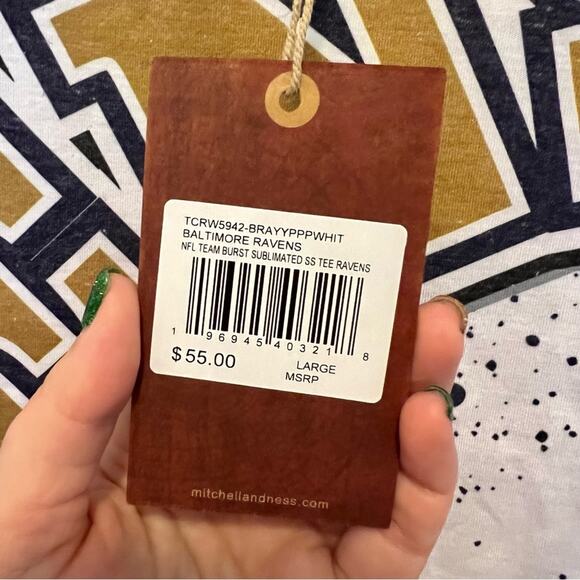 TCRW5942-BRAYYPPPWHIT
BALTIMORE RAVENS
NFL TEAM BURST SUBLIMATED SS TEE RAVENS
1 96945 40321 8
$55.00
LARGE
MSRP
mitchellandness.com